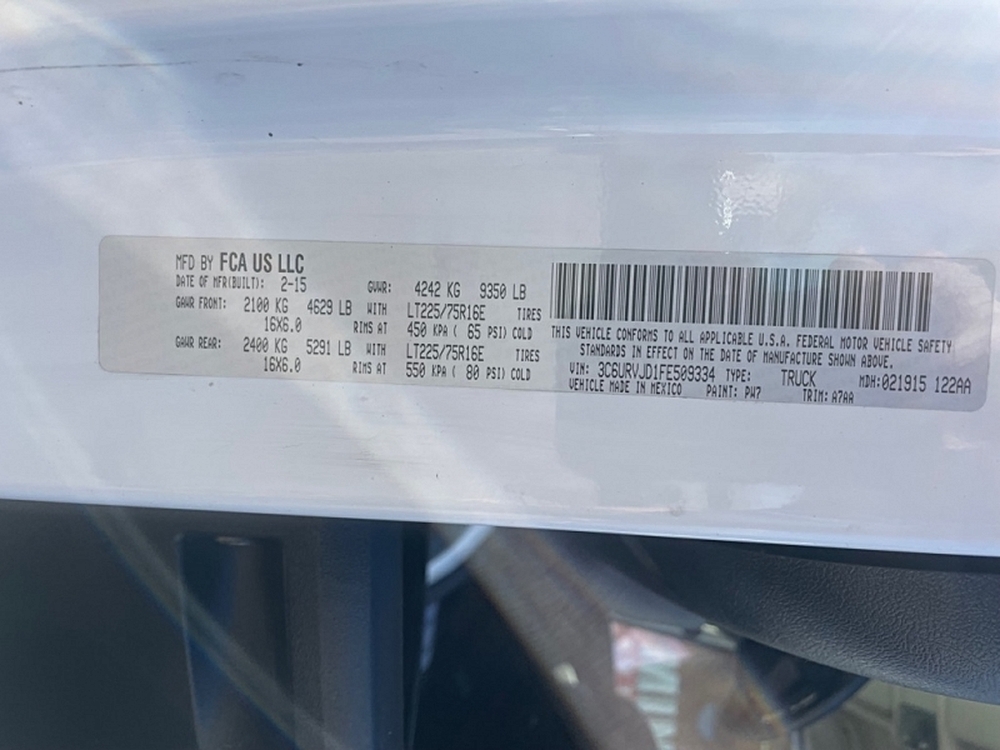 MFD BY FCA US LLC
DATE OF MFR(BUILT): 2-15 GVWR: 4242 KG 9350 LB
GAWR FRONT: 2100 KG 4629 LB WITH LT225/75R16E TIRES
16X6.0 RIMS AT 450 KPA ( 65 PSI) COLD
GAWR REAR: 2400 KG 5291 LB WITH LT225/75R16E TIRES
16X6.0 RIMS AT 550 KPA ( 80 PSI) COLD
THIS VEHICLE CONFORMS TO ALL APPLICABLE U.S.A. FEDERAL MOTOR VEHICLE SAFETY
STANDARDS IN EFFECT ON THE DATE OF MANUFACTURE SHOWN ABOVE.
VIN: 3C6URVJD1FE509334 TYPE: TRUCK MDH:021915 122AA
VEHICLE MADE IN MEXICO PAINT: PW7 TRIM: A7AA